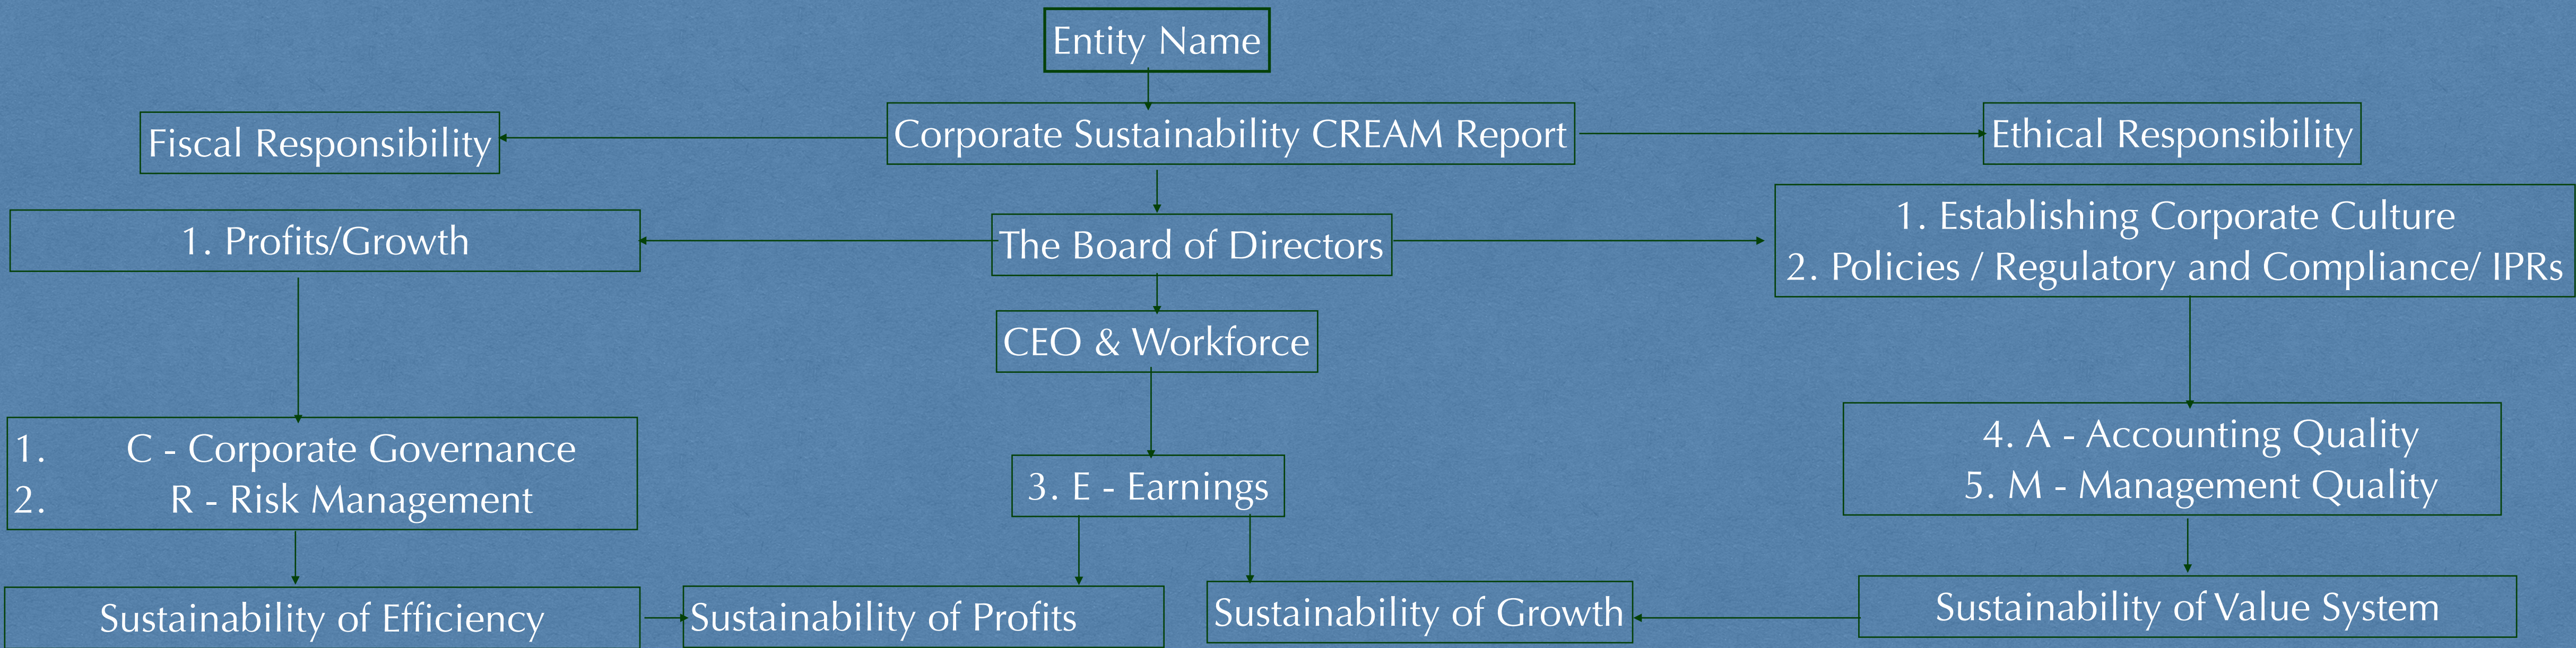 Entity Name
Fiscal Responsibility
Corporate Sustainability CREAM Report
Ethical Responsibility
1. Profits/Growth
The Board of Directors
1. Establishing Corporate Culture
2. Policies / Regulatory and Compliance/ IPRs
CEO & Workforce
1. C - Corporate Governance
2. R - Risk Management
3. E - Earnings
4. A - Accounting Quality
5. M - Management Quality
Sustainability of Efficiency
Sustainability of Profits
Sustainability of Growth
Sustainability of Value System